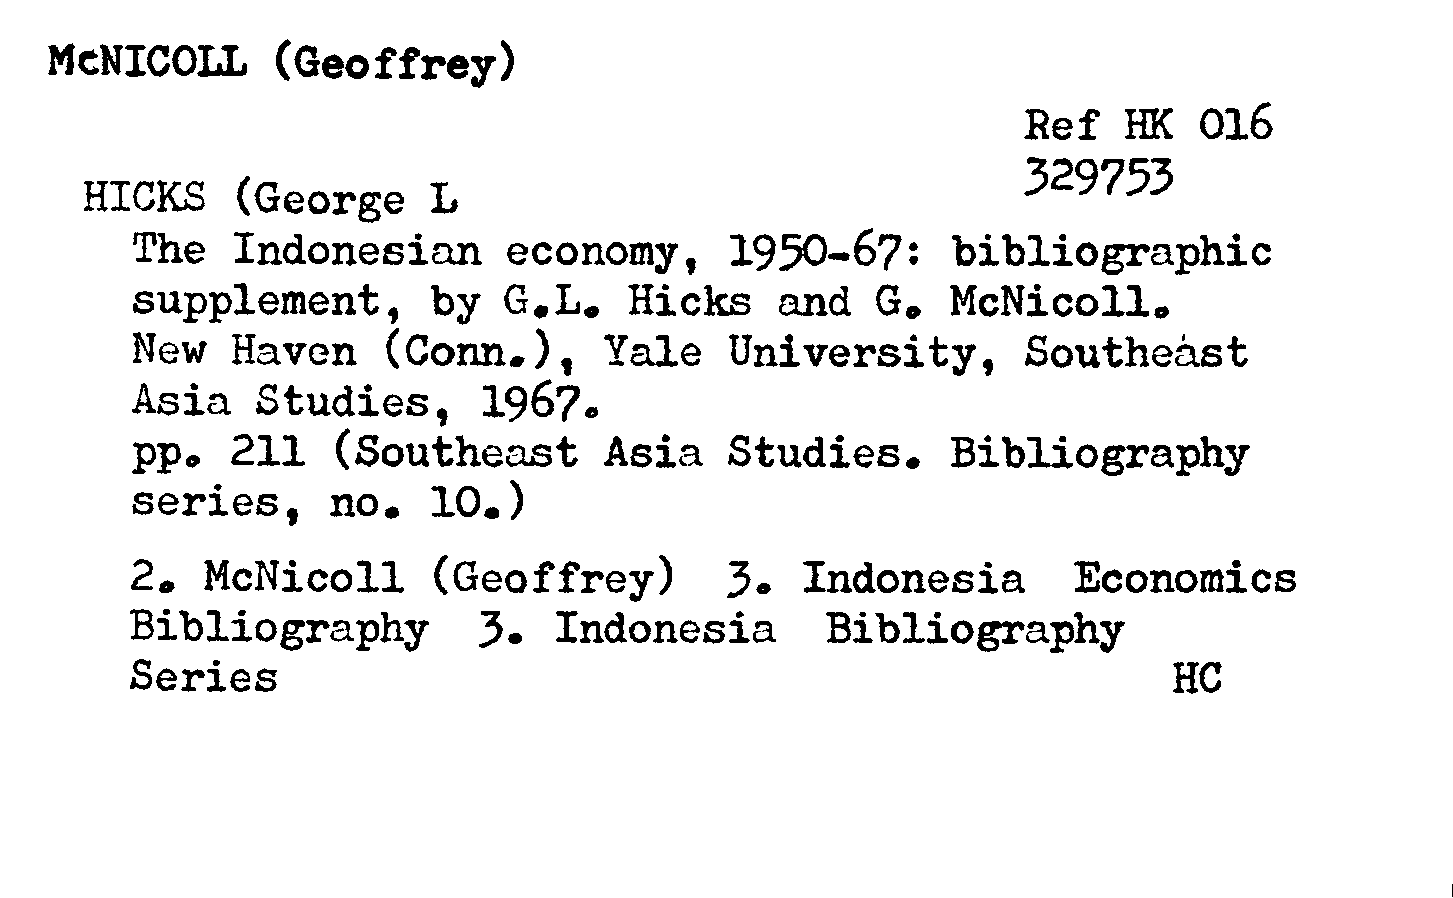 McNICOLL (Geoffrey)
Ref HK 016
329753
HICKS (George L
The Indonesian economy, 1950-67: bibliographic
supplement, by G.L. Hicks and G. McNicoll.
New Haven (Conn.), Yale University, Southeast
Asia Studies, 1967.
pp. 211 (Southeast Asia Studies. Bibliography
series, no. 10.)
2. McNicoll (Geoffrey) 3. Indonesia Economics
Bibliography 3. Indonesia Bibliography
Series HC